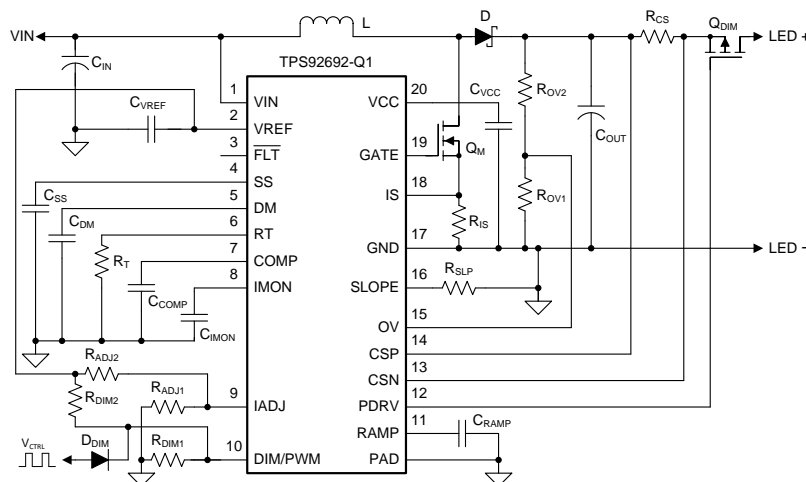 VIN
L
D
RCS
QDIM
LED +
CIN
TPS92692-Q1
CVREF
1
VIN
2
VREF
3
FLT
4
SS
5
DM
6
RT
7
COMP
8
IMON
9
IADJ
10
DIM/PWM
20
VCC
19
GATE
18
IS
17
GND
16
SLOPE
15
OV
14
CSP
13
CSN
12
PDRV
11
RAMP
PAD
CVCC
QM
RIS
ROV2
ROV1
COUT
LED –
RSLP
CRAMP
CSS
CDM
RT
CCOMP
CIMON
RADJ2
RADJ1
RDIM2
RDIM1
DDIM
VCTRL